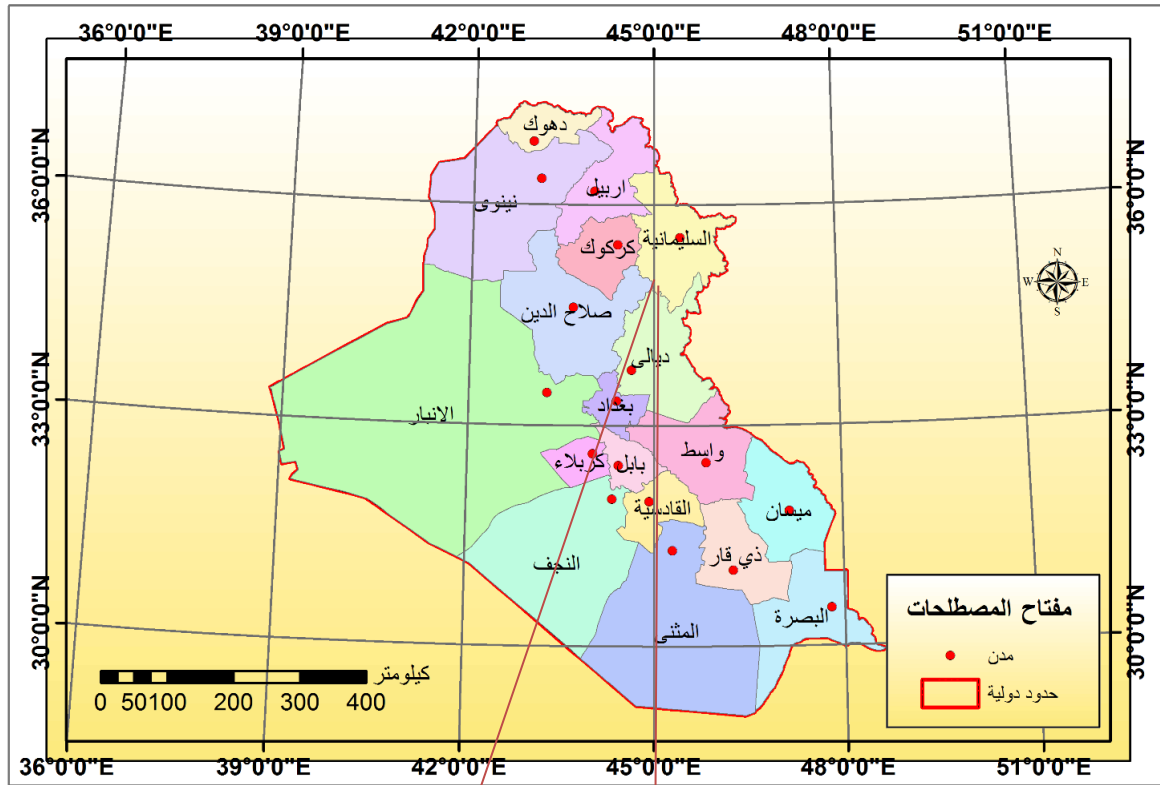 36°0'0"E 39°0'0"E 42°0'0"E 45°0'0"E 48°0'0"E 51°0'0"E
36°0'0"N
36°0'0"N
دهوك
اربيل
نينوى
السليمانية
كركوك
N
W E
S
صلاح الدين
ديالى
33°0'0"N
33°0'0"N
الانبار
بغداد
واسط
كربلاء
بابل
القادسية
ميسان
النجف
ذي قار
البصرة
المثنى
30°0'0"N
30°0'0"N
مفتاح المصطلحات
مدن
حدود دولية
كيلومتر
0 50 100 200 300 400
36°0'0"E 39°0'0"E 42°0'0"E 45°0'0"E 48°0'0"E 51°0'0"E